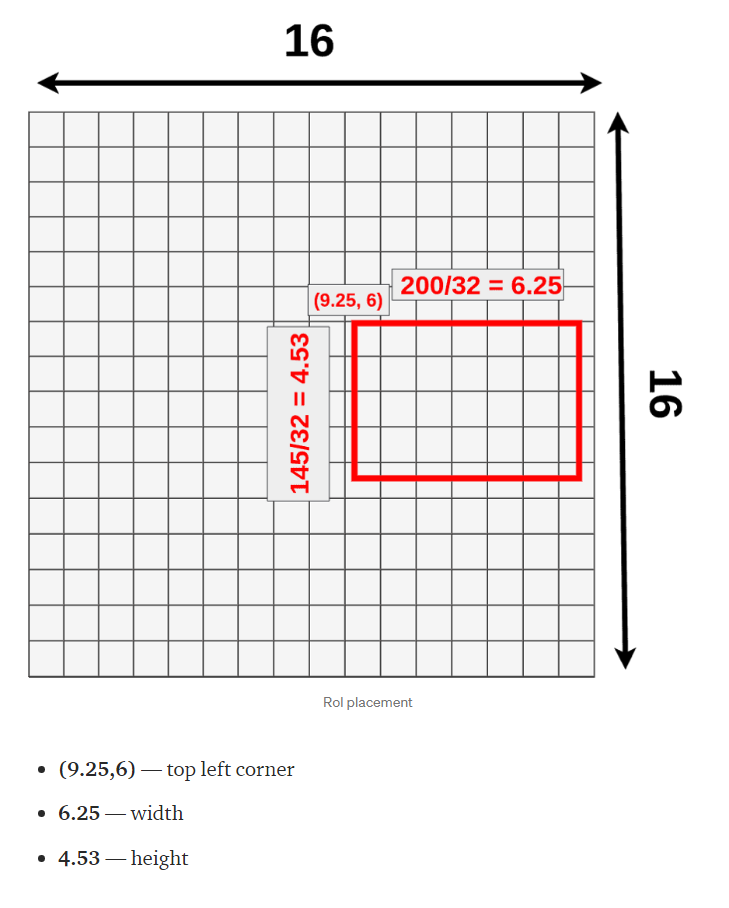 16
200/32 = 6.25
(9.25, 6)
145/32 = 4.53
16
RoI placement
• (9.25,6) — top left corner
• 6.25 — width
• 4.53 — height